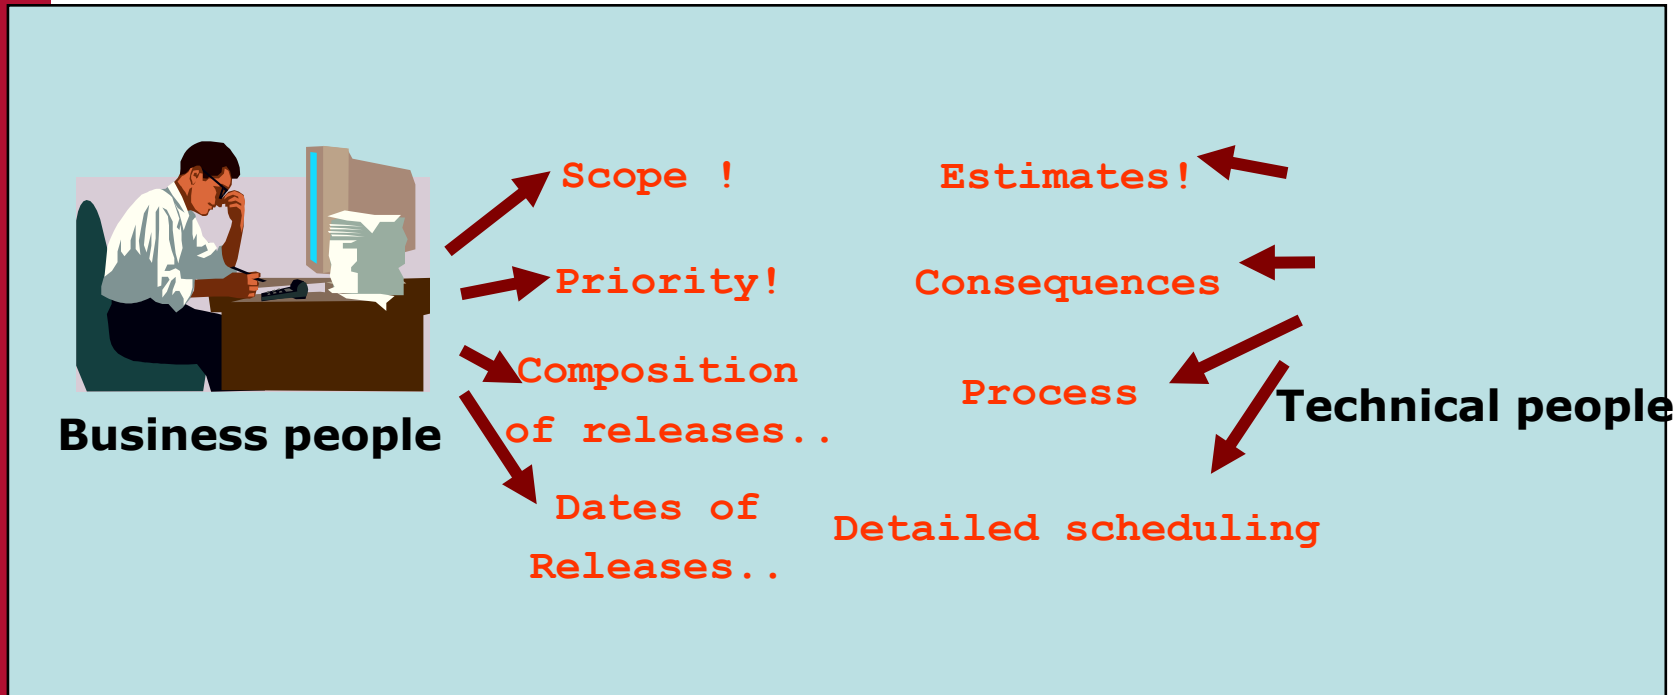 Scope !
Priority!
Composition
of releases..
Dates of
Releases..
Business people
Estimates!
Consequences
Process
Detailed scheduling
Technical people